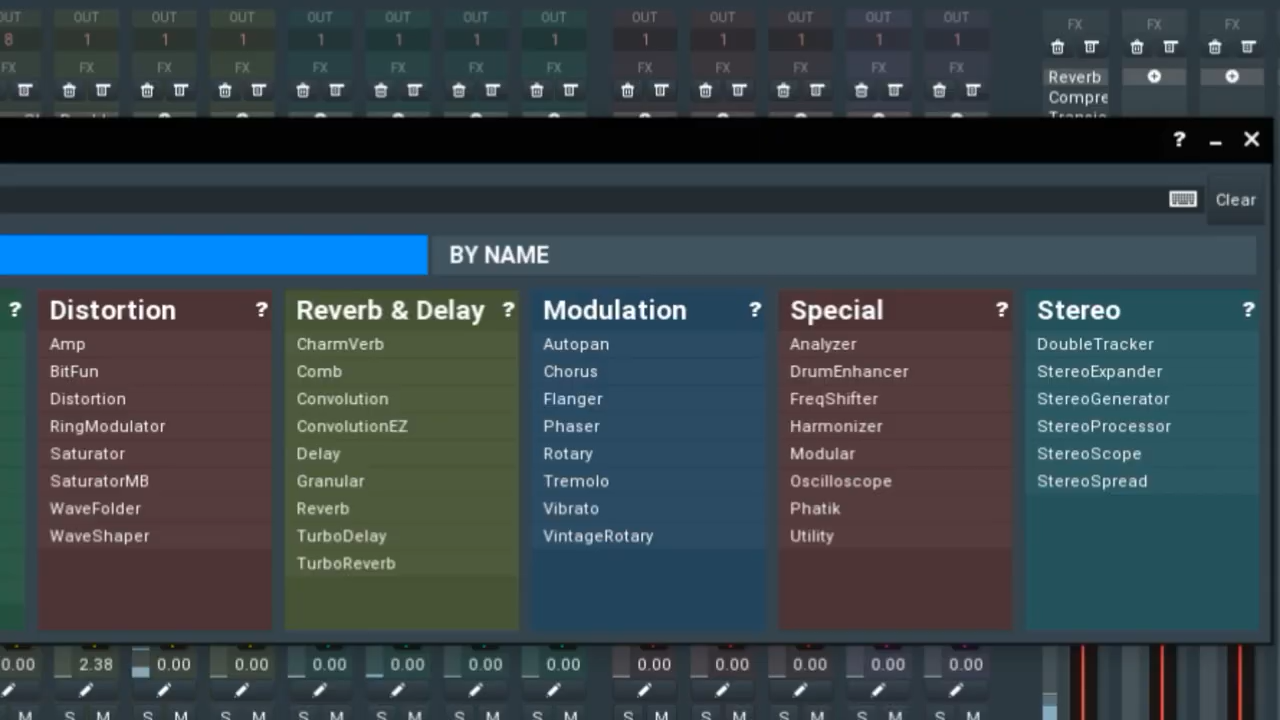 OUT OUT OUT OUT OUT OUT OUT OUT OUT OUT OUT OUT OUT FX FX FX
8 1 1 1 1 1 1 1 1 1 1 1 1
FX FX FX FX FX FX FX FX FX FX FX FX FX
Reverb
Compre
? _ X
Clear
BY NAME
? Distortion ? Reverb & Delay ? Modulation ? Special ? Stereo ?
Amp CharmVerb Autopan Analyzer DoubleTracker
BitFun Comb Chorus DrumEnhancer StereoExpander
Distortion Convolution Flanger FreqShifter StereoGenerator
RingModulator ConvolutionEZ Phaser Harmonizer StereoProcessor
Saturator Delay Rotary Modular StereoScope
SaturatorMB Granular Tremolo Oscilloscope StereoSpread
WaveFolder Reverb Vibrato Phatik
WaveShaper TurboDelay VintageRotary Utility
TurboReverb
0.00 2.38 0.00 0.00 0.00 0.00 0.00 0.00 0.00 0.00 0.00 0.00 0.00
M S M S M S M S M S M S M S M S M S M S M S M S M